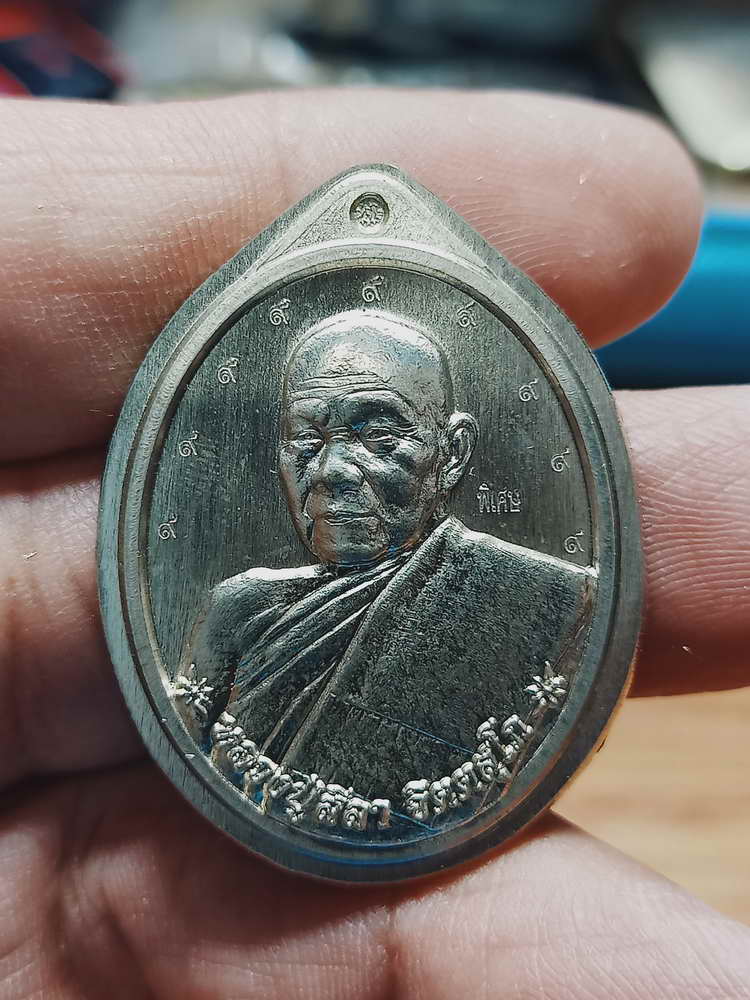 ๙ ๙ ๙ ๙ ๙ ๙ ๙ ๙ ๙
พิเศษ
หลวงปู่ศิลา สิริจันโท